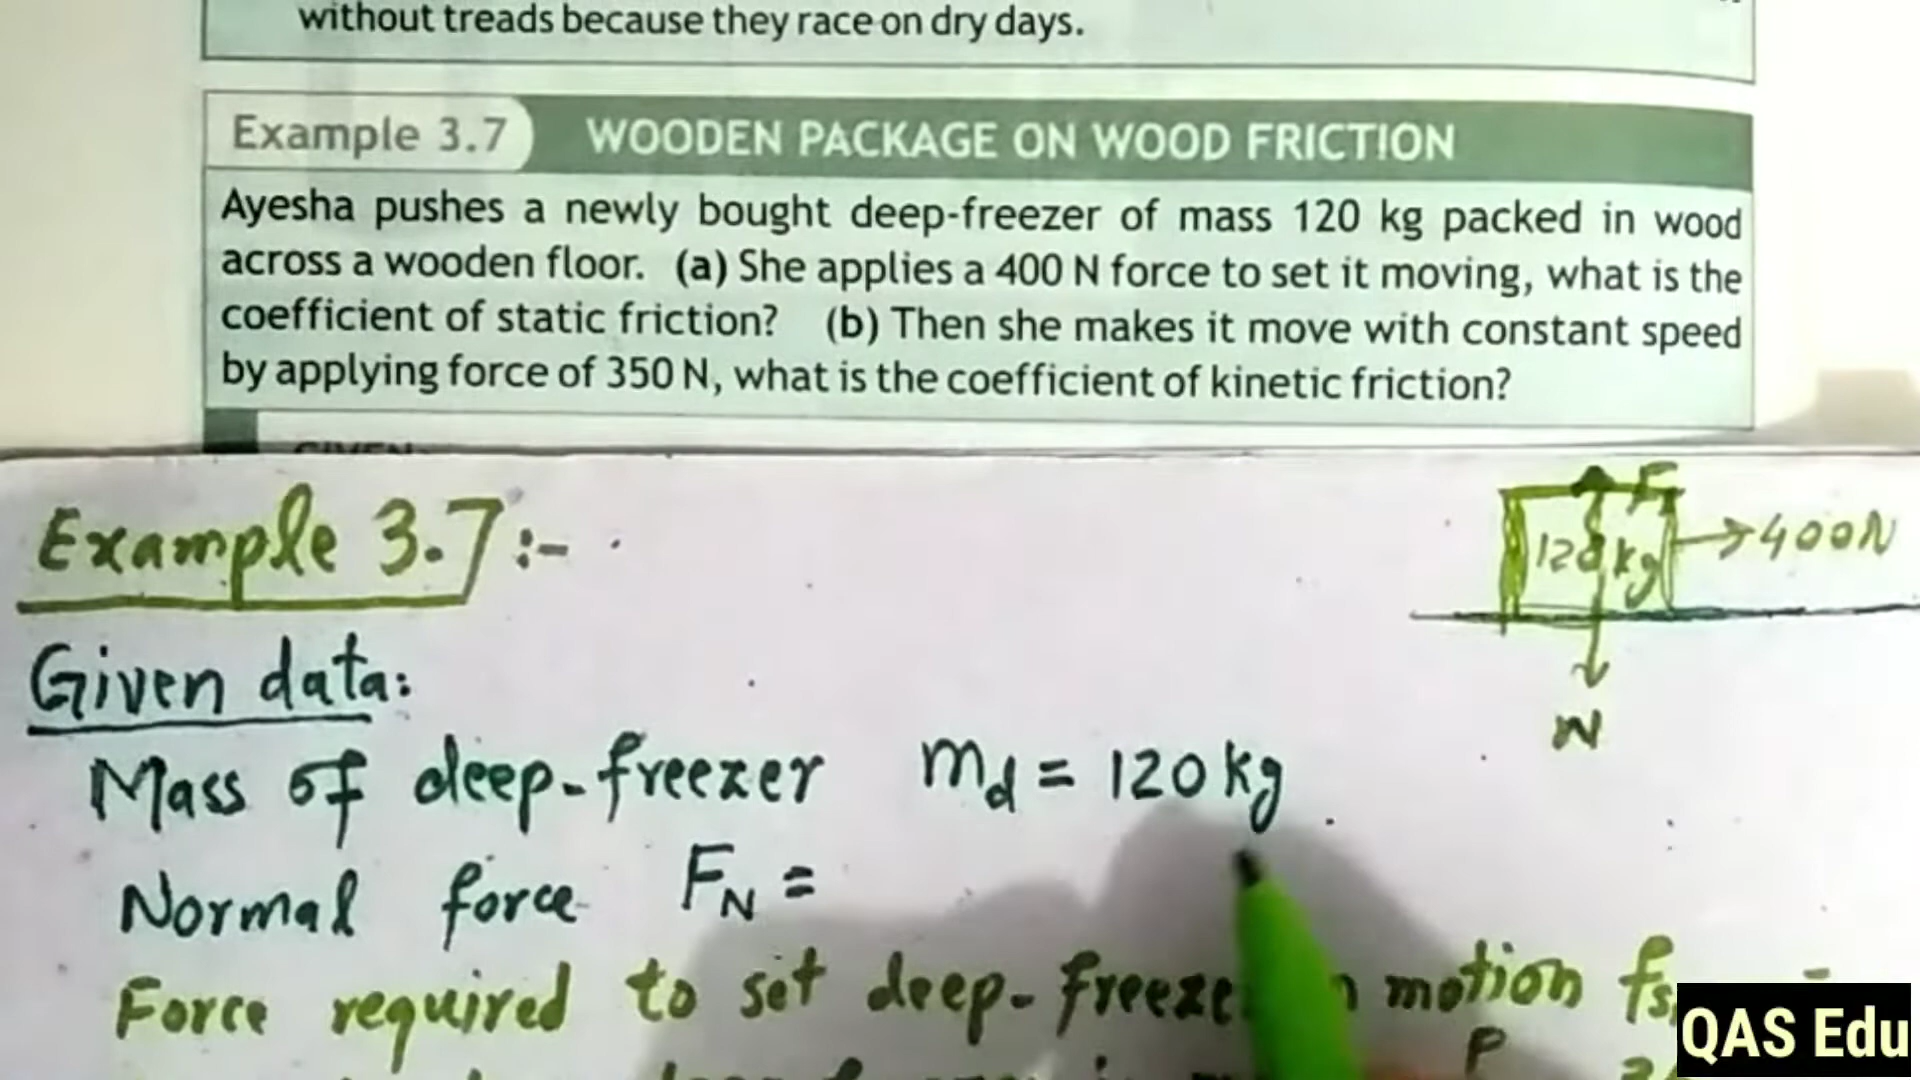 without treads because they race on dry days.
Example 3.7 WOODEN PACKAGE ON WOOD FRICTION
Ayesha pushes a newly bought deep-freezer of mass 120 kg packed in wood
across a wooden floor. (a) She applies a 400 N force to set it moving, what is the
coefficient of static friction? (b) Then she makes it move with constant speed
by applying force of 350 N, what is the coefficient of kinetic friction?
Example 3.7:-
120kg → 400N
W
Given data:
Mass of deep-freezer md = 120 kg
Normal force FN =
Force required to set deep-freeze motion fs
QAS Edu